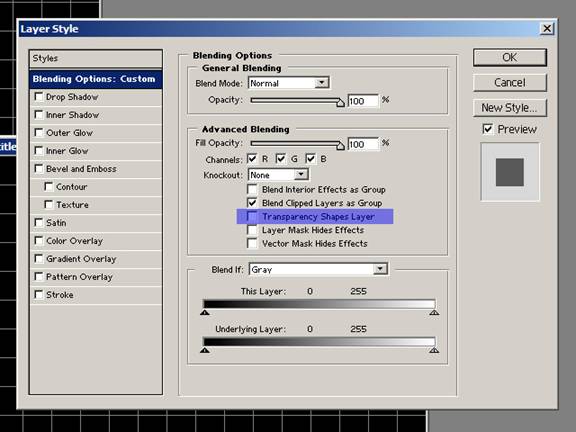 Layer Style
Styles
Blending Options: Custom
Drop Shadow
Inner Shadow
Outer Glow
Inner Glow
Bevel and Emboss
Contour
Texture
Satin
Color Overlay
Gradient Overlay
Pattern Overlay
Stroke
Blending Options
General Blending
Blend Mode: Normal
Opacity: 100 %
Advanced Blending
Fill Opacity: 100 %
Channels: R G B
Knockout: None
Blend Interior Effects as Group
Blend Clipped Layers as Group
Transparency Shapes Layer
Layer Mask Hides Effects
Vector Mask Hides Effects
Blend If: Gray
This Layer: 0 255
Underlying Layer: 0 255
OK
Cancel
New Style...
Preview